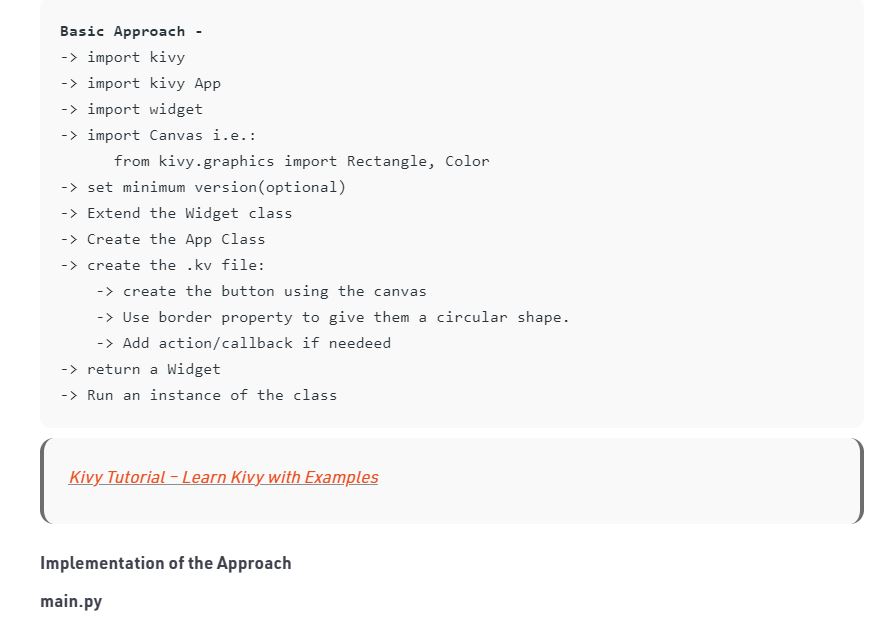 Basic Approach -
-> import kivy
-> import kivy App
-> import widget
-> import Canvas i.e.:
from kivy.graphics import Rectangle, Color
-> set minimum version(optional)
-> Extend the Widget class
-> Create the App Class
-> create the .kv file:
-> create the button using the canvas
-> Use border property to give them a circular shape.
-> Add action/callback if needeed
-> return a Widget
-> Run an instance of the class
Kivy Tutorial – Learn Kivy with Examples
Implementation of the Approach
main.py